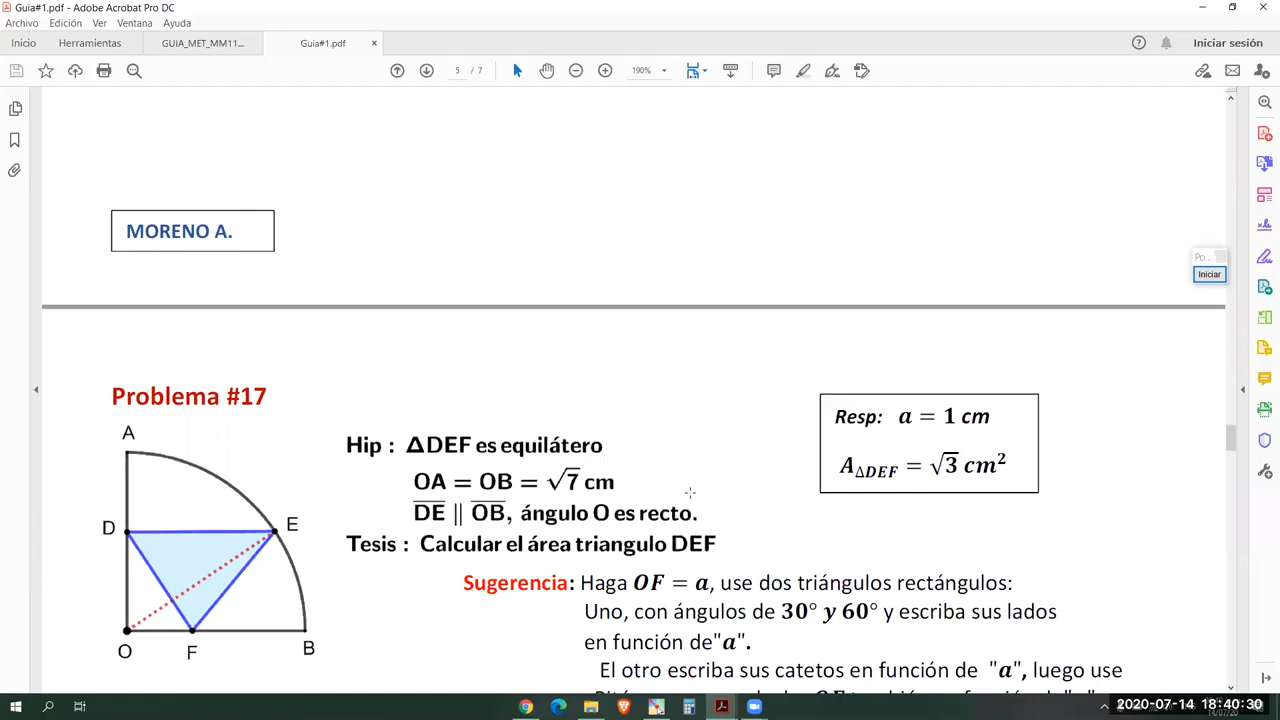 Guia#1.pdf - Adobe Acrobat Pro DC
Archivo Edición Ver Ventana Ayuda
Inicio Herramientas GUIA_MET_MM11... Guia#1.pdf × Iniciar sesión
5 / 7 190%
MORENO A.
Po...
Iniciar
Problema #17
Resp: a = 1 cm
A△DEF = √3 cm²
Hip : ΔDEF es equilátero
OA = OB = √7 cm
DE ∥ OB, ángulo O es recto.
Tesis : Calcular el área triangulo DEF
Sugerencia: Haga OF = a, use dos triángulos rectángulos:
Uno, con ángulos de 30° y 60° y escriba sus lados
en función de"a".
El otro escriba sus catetos en función de "a", luego use
A
D
E
O
F
B
2020-07-14 18:40:30